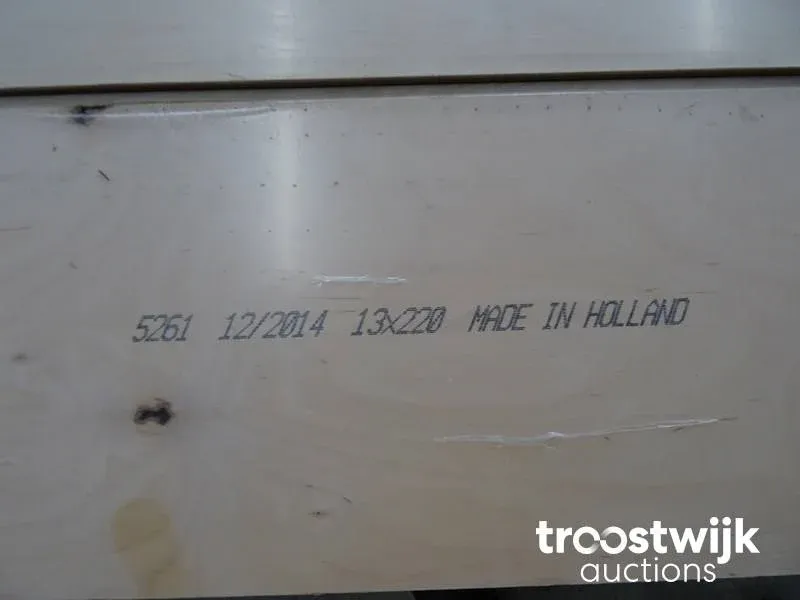 5261 12/2014 13x220 MADE IN HOLLAND
troostwijk
auctions